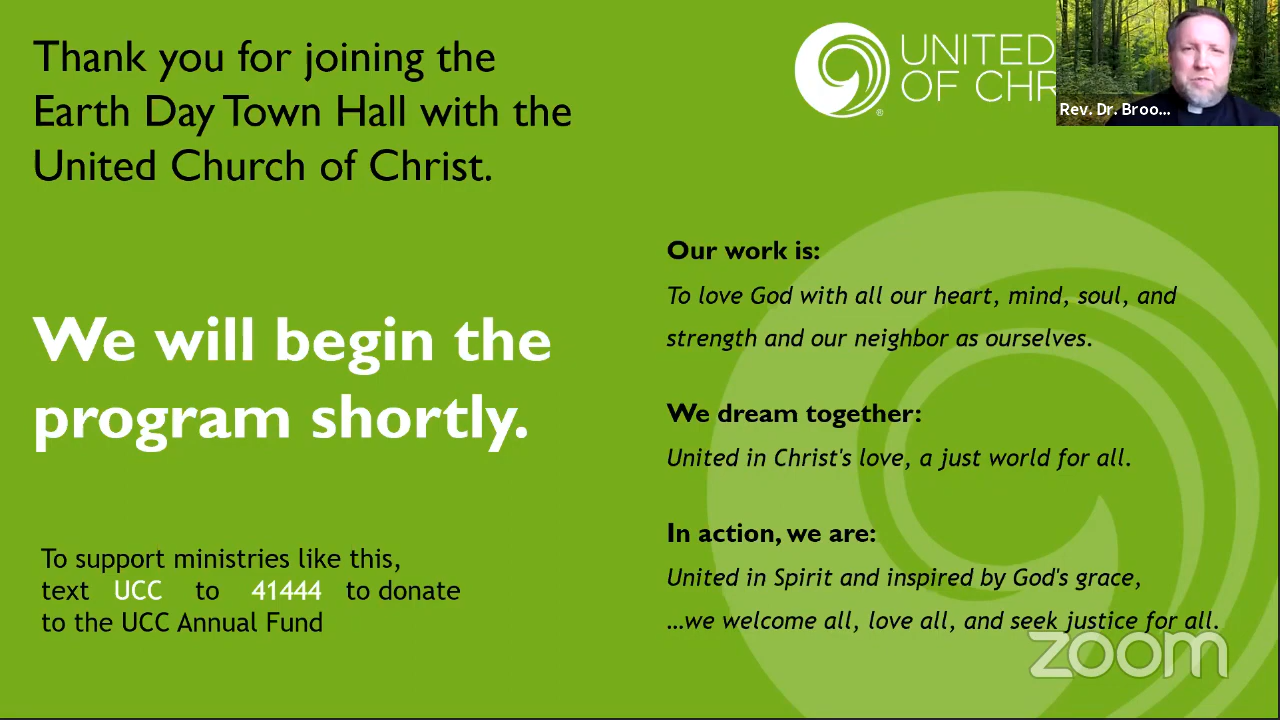 Thank you for joining the
Earth Day Town Hall with the
United Church of Christ.
UNITED
OF CHR
®
Rev. Dr. Broo...
We will begin the
program shortly.
To support ministries like this,
text UCC to 41444 to donate
to the UCC Annual Fund
Our work is:
To love God with all our heart, mind, soul, and
strength and our neighbor as ourselves.
We dream together:
United in Christ's love, a just world for all.
In action, we are:
United in Spirit and inspired by God's grace,
...we welcome all, love all, and seek justice for all.
zoom